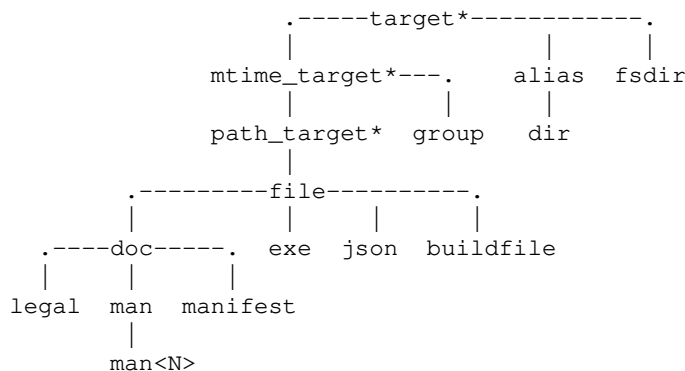 .-----target*------------.
|                 |       |
mtime_target*---.     alias   fsdir
|             |       |
path_target*  group    dir
|
.---------file----------.
|          |     |      |
.----doc-----.  exe   json  buildfile
|     |      |
legal  man  manifest
|
man<N>